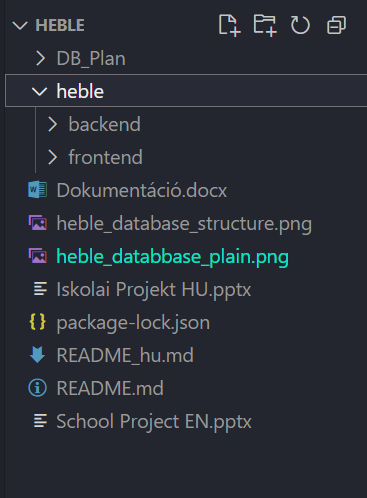 HEBLE
DB_Plan
heble
backend
frontend
Dokumentáció.docx
heble_database_structure.png
heble_databbase_plain.png
Iskolai Projekt HU.pptx
package-lock.json
README_hu.md
README.md
School Project EN.pptx